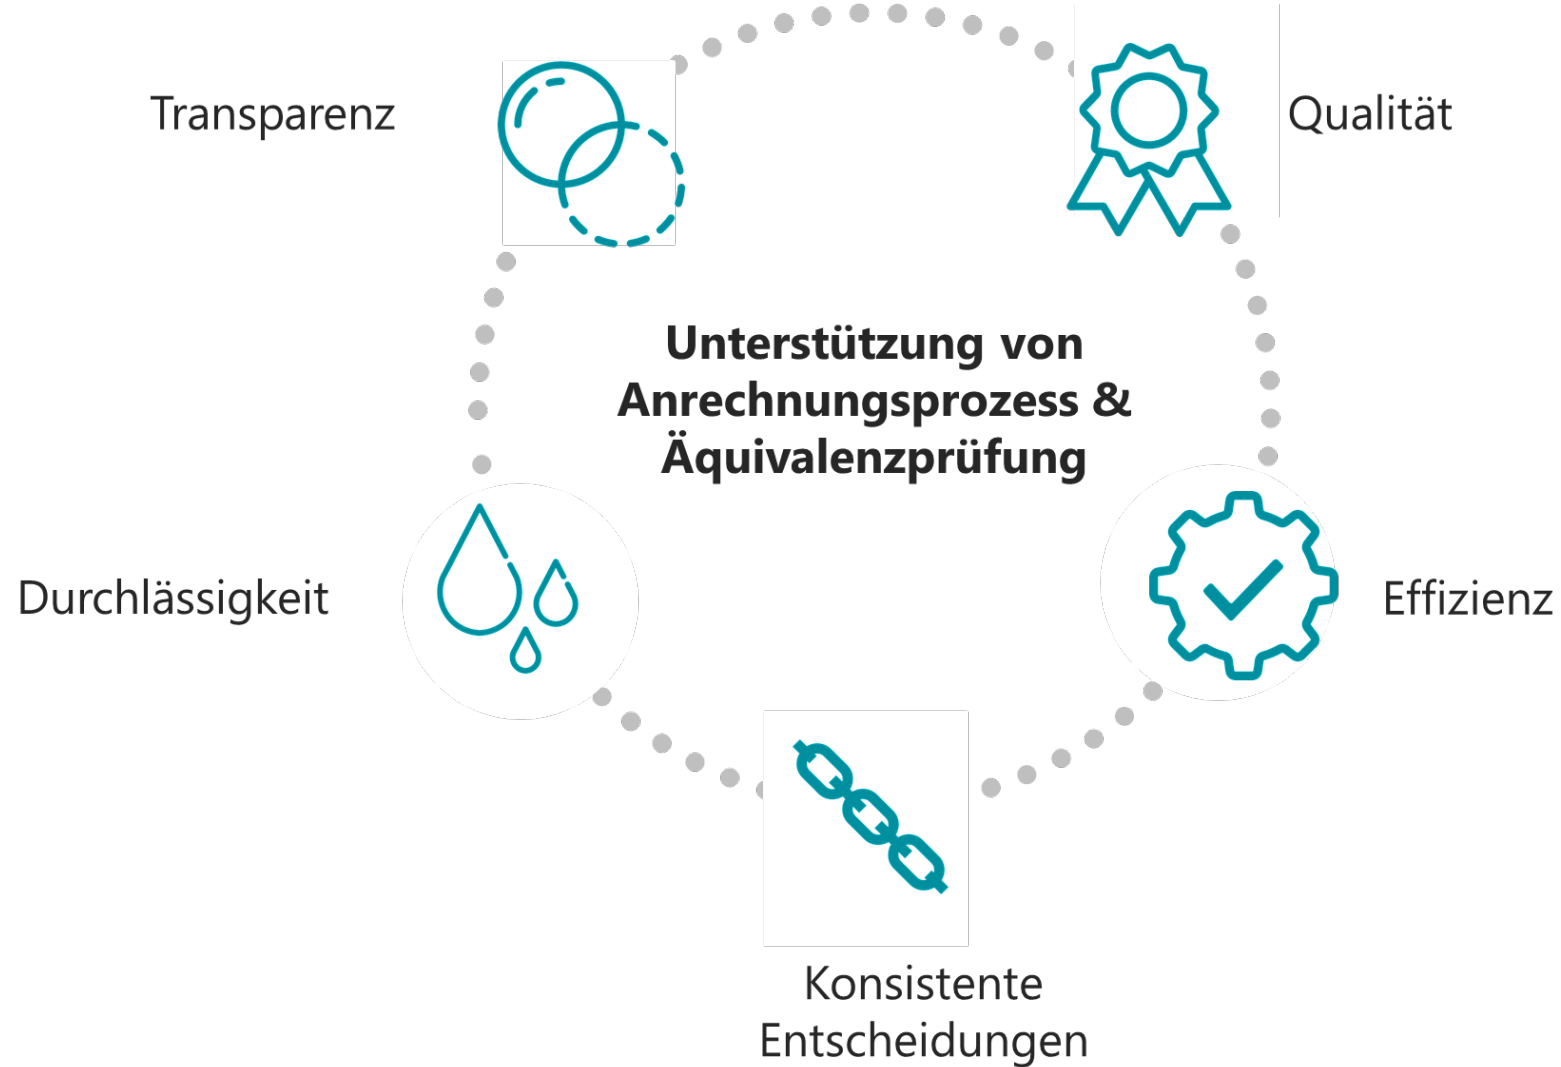 Transparenz
Qualität
Unterstützung von
Anrechnungsprozess &
Äquivalenzprüfung
Durchlässigkeit
Effizienz
Konsistente
Entscheidungen